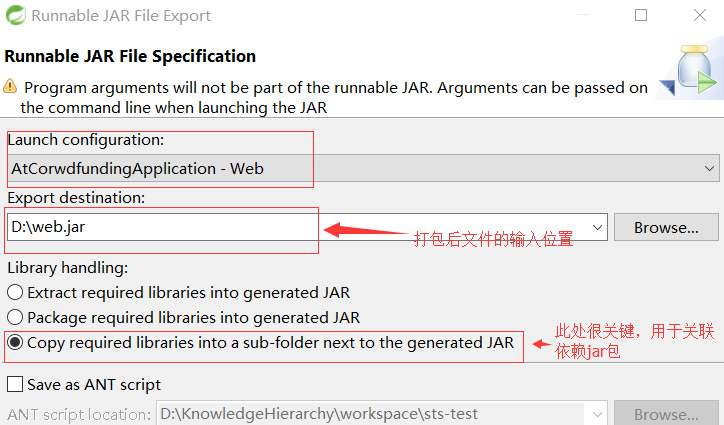 Runnable JAR File Export
Runnable JAR File Specification
Program arguments will not be part of the runnable JAR. Arguments can be passed on
the command line when launching the JAR
Launch configuration:
AtCorwdfundingApplication - Web
Export destination:
D:\web.jar
Browse...
打包后文件的输入位置
Library handling:
Extract required libraries into generated JAR
Package required libraries into generated JAR
Copy required libraries into a sub-folder next to the generated JAR
此处很关键，用于关联
依赖jar包
Save as ANT script
ANT script location:
D:\KnowledgeHierarchy\workspace\sts-test
Browse...